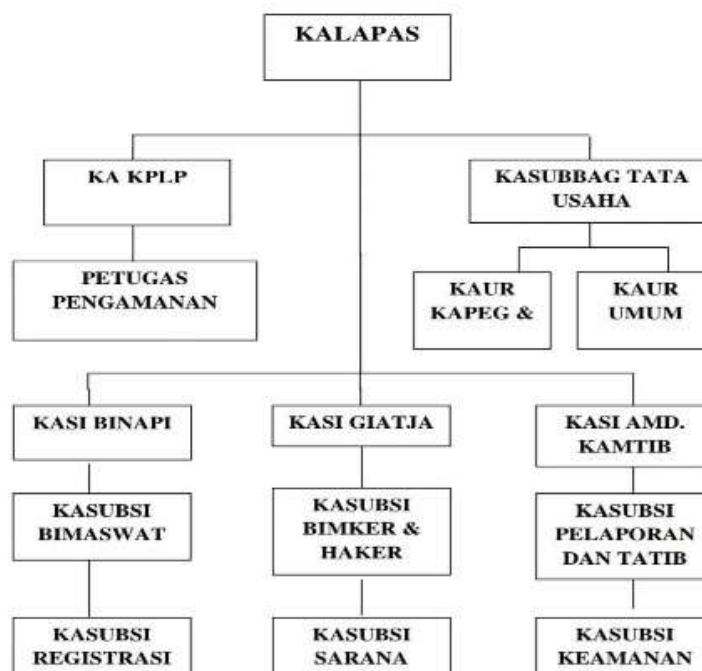 KALAPAS
KA KPLP
KASUBBAG TATA
USAHA
PETUGAS
PENGAMANAN
KAUR
KAPEG &
KAUR
UMUM
KASI BINAPI
KASI GIATJA
KASI AMD.
KAMTIB
KASUBSI
BIMASWAT
KASUBSI
BIMKER &
HAKER
KASUBSI
PELAPORAN
DAN TATIB
KASUBSI
REGISTRASI
KASUBSI
SARANA
KASUBSI
KEAMANAN